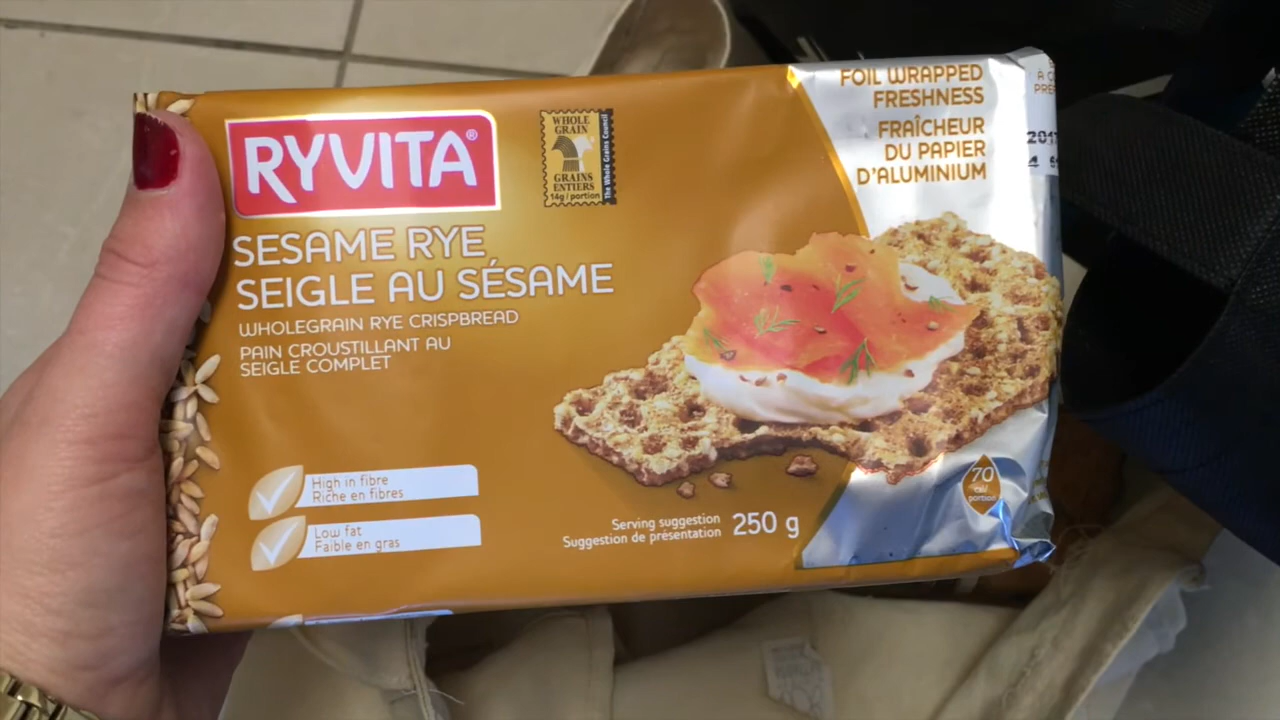 RYVITA®
WHOLE
GRAIN
GRAINS
ENTIERS
14g / portion
The Whole Grains Council
FOIL WRAPPED
FRESHNESS
FRAÎCHEUR
DU PAPIER
D'ALUMINIUM
SESAME RYE
SEIGLE AU SÉSAME
WHOLEGRAIN RYE CRISPBREAD
PAIN CROUSTILLANT AU
SEIGLE COMPLET
High in fibre
Riche en fibres
Low fat
Faible en gras
Serving suggestion
Suggestion de présentation
250 g
70
cal/
portion